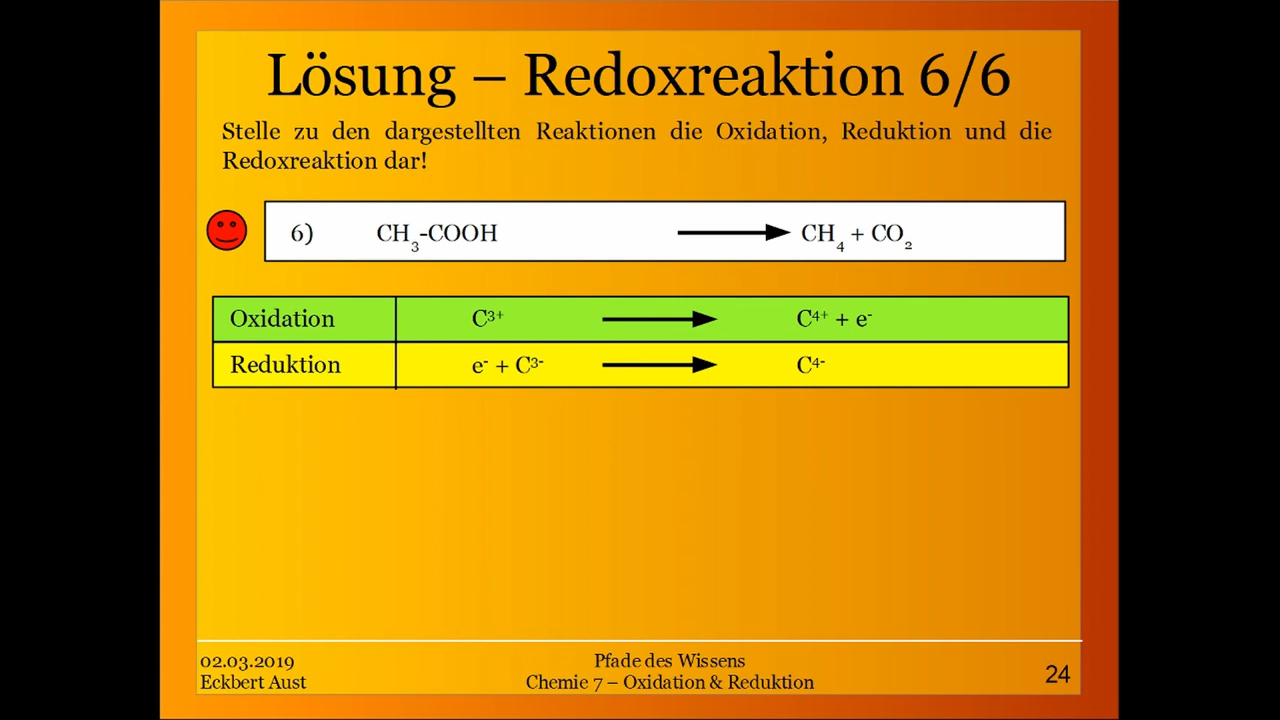 Lösung – Redoxreaktion 6/6
Stelle zu den dargestellten Reaktionen die Oxidation, Reduktion und die
Redoxreaktion dar!
6) CH₃-COOH → CH₄ + CO₂
Oxidation C³⁺ → C⁴⁺ + e⁻
Reduktion e⁻ + C³⁻ → C⁴⁻
02.03.2019
Eckbert Aust
Pfade des Wissens
Chemie 7 – Oxidation & Reduktion
24